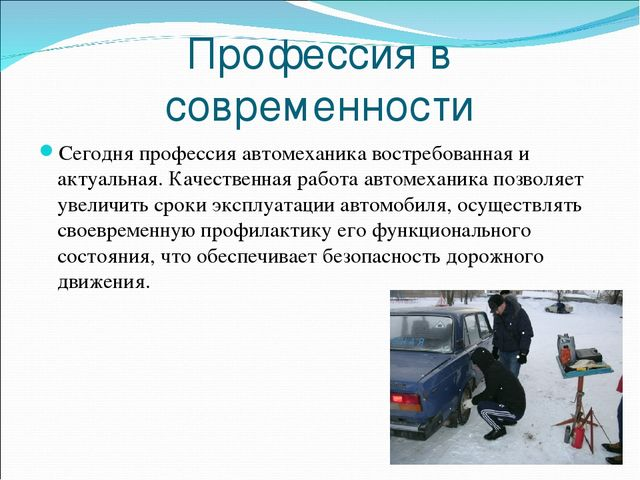 Профессия в
современности
Сегодня профессия автомеханика востребованная и
актуальная. Качественная работа автомеханика позволяет
увеличить сроки эксплуатации автомобиля, осуществлять
своевременную профилактику его функционального
состояния, что обеспечивает безопасность дорожного
движения.